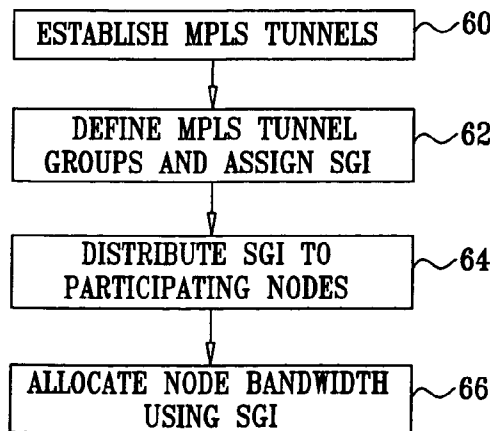 ESTABLISH MPLS TUNNELS
60
DEFINE MPLS TUNNEL
GROUPS AND ASSIGN SGI
62
DISTRIBUTE SGI TO
PARTICIPATING NODES
64
ALLOCATE NODE BANDWIDTH
USING SGI
66